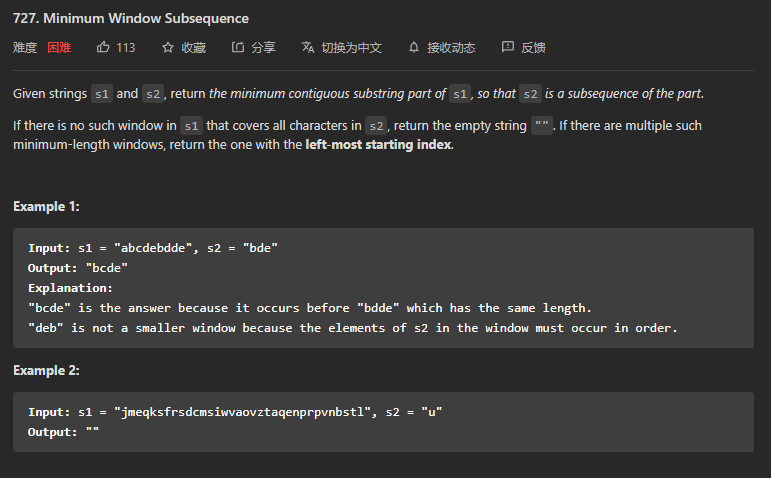 727. Minimum Window Subsequence
难度 困难 113 收藏 分享 切换为中文 接收动态 反馈
Given strings s1 and s2, return the minimum contiguous substring part of s1, so that s2 is a subsequence of the part.
If there is no such window in s1 that covers all characters in s2, return the empty string "". If there are multiple such
minimum-length windows, return the one with the left-most starting index.
Example 1:
Input: s1 = "abcdebdde", s2 = "bde"
Output: "bcde"
Explanation:
"bcde" is the answer because it occurs before "bdde" which has the same length.
"deb" is not a smaller window because the elements of s2 in the window must occur in order.
Example 2:
Input: s1 = "jmeqksfrsdcmsiwvaovztaqenprpvnbstl", s2 = "u"
Output: ""